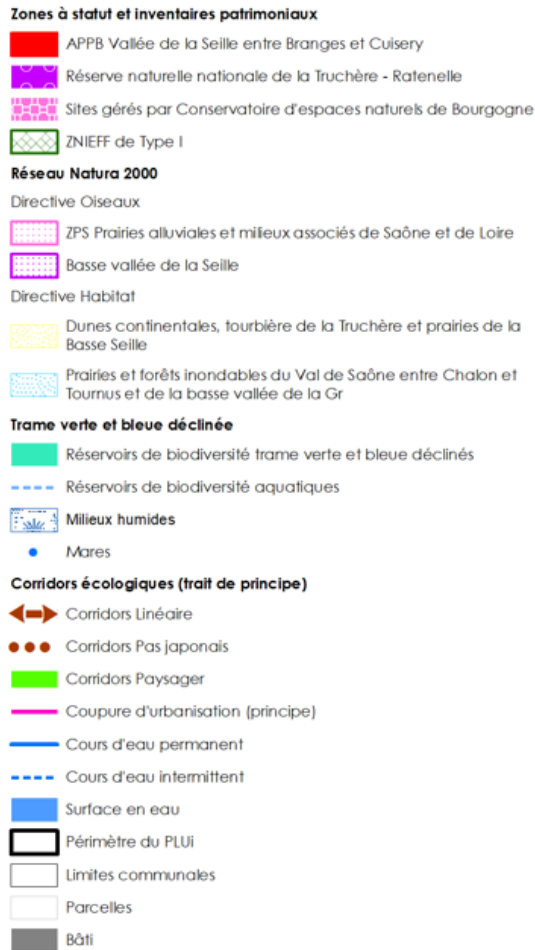 Zones à statut et inventaires patrimoniaux
APPB Vallée de la Seille entre Branges et Cuisery
Réserve naturelle nationale de la Truchère - Ratenelle
Sites gérés par Conservatoire d'espaces naturels de Bourgogne
ZNIEFF de Type I
Réseau Natura 2000
Directive Oiseaux
ZPS Prairies alluviales et milieux associés de Saône et de Loire
Basse vallée de la Seille
Directive Habitat
Dunes continentales, tourbière de la Truchère et prairies de la
Basse Seille
Prairies et forêts inondables du Val de Saône entre Chalon et
Tournus et de la basse vallée de la Gr
Trame verte et bleue déclinée
Réservoirs de biodiversité trame verte et bleue déclinés
Réservoirs de biodiversité aquatiques
Milieux humides
Mares
Corridors écologiques (trait de principe)
Corridors Linéaire
Corridors Pas japonais
Corridors Paysager
Coupure d'urbanisation (principe)
Cours d'eau permanent
Cours d'eau intermittent
Surface en eau
Périmètre du PLUi
Limites communales
Parcelles
Bâti